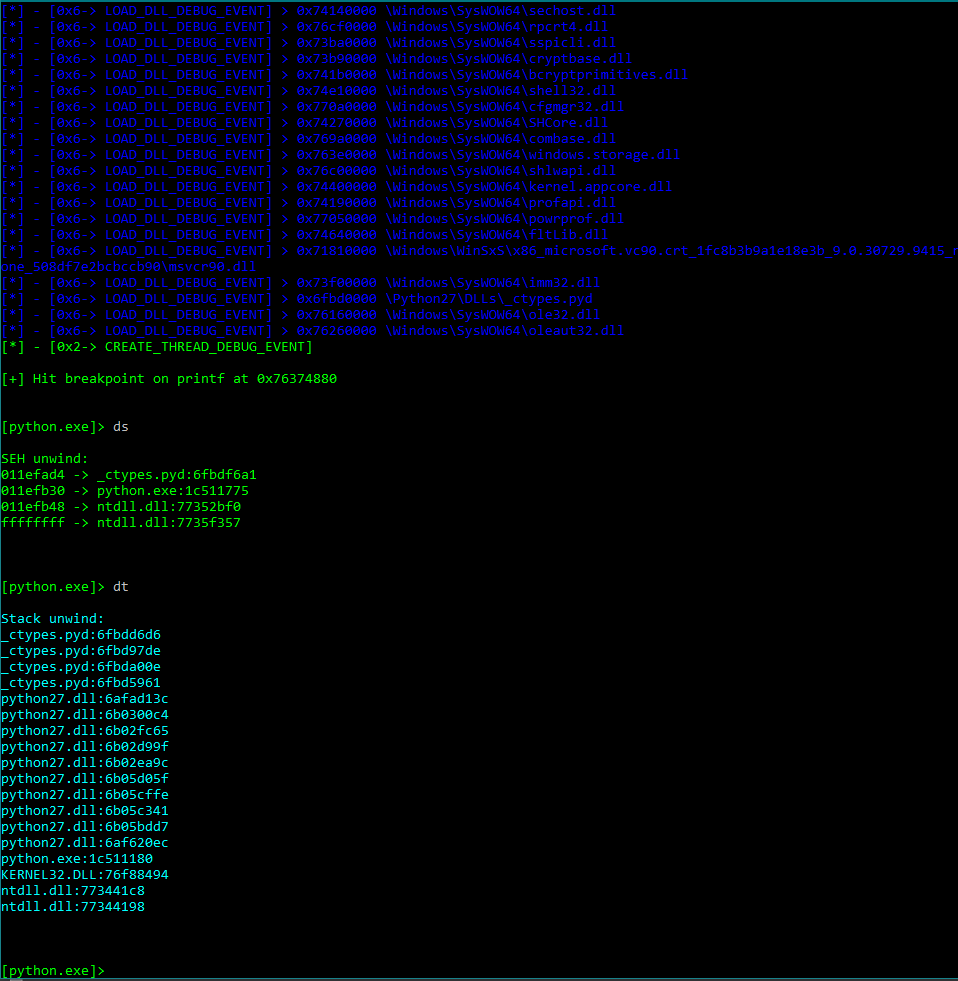 [*] - [0x6-> LOAD_DLL_DEBUG_EVENT] > 0x74140000 \Windows\SysWOW64\sechost.dll
[*] - [0x6-> LOAD_DLL_DEBUG_EVENT] > 0x76cf0000 \Windows\SysWOW64\rpcrt4.dll
[*] - [0x6-> LOAD_DLL_DEBUG_EVENT] > 0x73ba0000 \Windows\SysWOW64\sspicli.dll
[*] - [0x6-> LOAD_DLL_DEBUG_EVENT] > 0x73b90000 \Windows\SysWOW64\cryptbase.dll
[*] - [0x6-> LOAD_DLL_DEBUG_EVENT] > 0x741b0000 \Windows\SysWOW64\bcryptprimitives.dll
[*] - [0x6-> LOAD_DLL_DEBUG_EVENT] > 0x74e10000 \Windows\SysWOW64\shell32.dll
[*] - [0x6-> LOAD_DLL_DEBUG_EVENT] > 0x770a0000 \Windows\SysWOW64\cfgmgr32.dll
[*] - [0x6-> LOAD_DLL_DEBUG_EVENT] > 0x74270000 \Windows\SysWOW64\SHCore.dll
[*] - [0x6-> LOAD_DLL_DEBUG_EVENT] > 0x769a0000 \Windows\SysWOW64\combase.dll
[*] - [0x6-> LOAD_DLL_DEBUG_EVENT] > 0x763e0000 \Windows\SysWOW64\windows.storage.dll
[*] - [0x6-> LOAD_DLL_DEBUG_EVENT] > 0x76c00000 \Windows\SysWOW64\shlwapi.dll
[*] - [0x6-> LOAD_DLL_DEBUG_EVENT] > 0x74400000 \Windows\SysWOW64\kernel.appcore.dll
[*] - [0x6-> LOAD_DLL_DEBUG_EVENT] > 0x74190000 \Windows\SysWOW64\profapi.dll
[*] - [0x6-> LOAD_DLL_DEBUG_EVENT] > 0x77050000 \Windows\SysWOW64\powrprof.dll
[*] - [0x6-> LOAD_DLL_DEBUG_EVENT] > 0x74640000 \Windows\SysWOW64\fltLib.dll
[*] - [0x6-> LOAD_DLL_DEBUG_EVENT] > 0x71810000 \Windows\WinSxS\x86_microsoft.vc90.crt_1fc8b3b9a1e18e3b_9.0.30729.9415_n
one_508df7e2bcbccb90\msvcr90.dll
[*] - [0x6-> LOAD_DLL_DEBUG_EVENT] > 0x73f00000 \Windows\SysWOW64\imm32.dll
[*] - [0x6-> LOAD_DLL_DEBUG_EVENT] > 0x6fbd0000 \Python27\DLLs\_ctypes.pyd
[*] - [0x6-> LOAD_DLL_DEBUG_EVENT] > 0x76160000 \Windows\SysWOW64\ole32.dll
[*] - [0x6-> LOAD_DLL_DEBUG_EVENT] > 0x76260000 \Windows\SysWOW64\oleaut32.dll
[*] - [0x2-> CREATE_THREAD_DEBUG_EVENT]
[+] Hit breakpoint on printf at 0x76374880
[python.exe]> ds
SEH unwind:
011efad4 -> _ctypes.pyd:6fbdf6a1
011efb30 -> python.exe:1c511775
011efb48 -> ntdll.dll:77352bf0
ffffffff -> ntdll.dll:7735f357
[python.exe]> dt
Stack unwind:
_ctypes.pyd:6fbdd6d6
_ctypes.pyd:6fbd97de
_ctypes.pyd:6fbda00e
_ctypes.pyd:6fbd5961
python27.dll:6afad13c
python27.dll:6b0300c4
python27.dll:6b02fc65
python27.dll:6b02d99f
python27.dll:6b02ea9c
python27.dll:6b05d05f
python27.dll:6b05cffe
python27.dll:6b05c341
python27.dll:6b05bdd7
python27.dll:6af620ec
python.exe:1c511180
KERNEL32.DLL:76f88494
ntdll.dll:773441c8
ntdll.dll:77344198
[python.exe]>